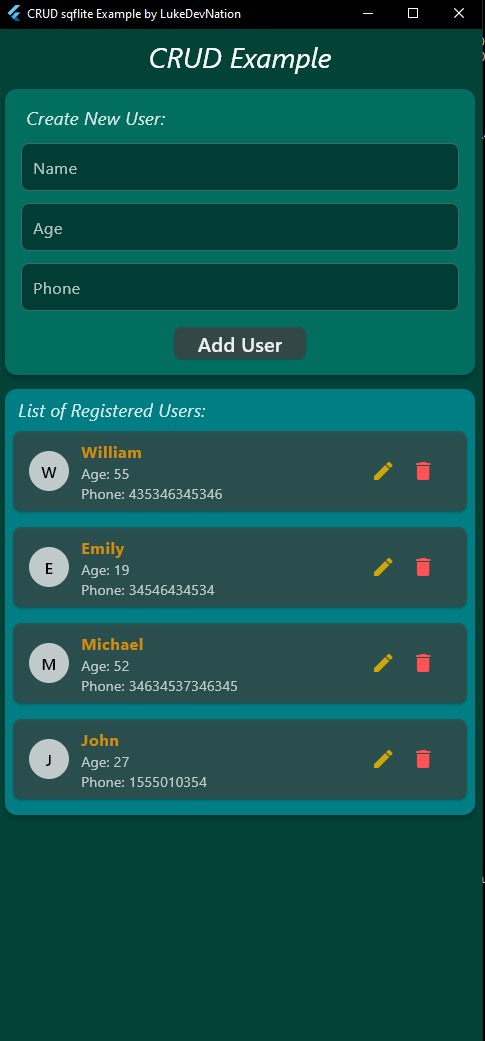 CRUD sqflite Example by LukeDevNation
CRUD Example
Create New User:
Name
Age
Phone
Add User
List of Registered Users:
W
William
Age: 55
Phone: 435346345346
E
Emily
Age: 19
Phone: 34546434534
M
Michael
Age: 52
Phone: 34634537346345
J
John
Age: 27
Phone: 1555010354